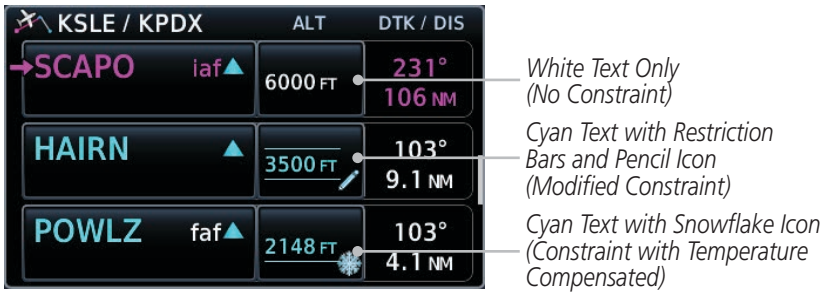 KSLE / KPDX ALT DTK / DIS
SCAPO iaf 6000 FT 231°
106 NM
White Text Only
(No Constraint)
HAIRN 3500 FT 103°
9.1 NM
Cyan Text with Restriction
Bars and Pencil Icon
(Modified Constraint)
POWLZ faf 2148 FT 103°
4.1 NM
Cyan Text with Snowflake Icon
(Constraint with Temperature
Compensated)